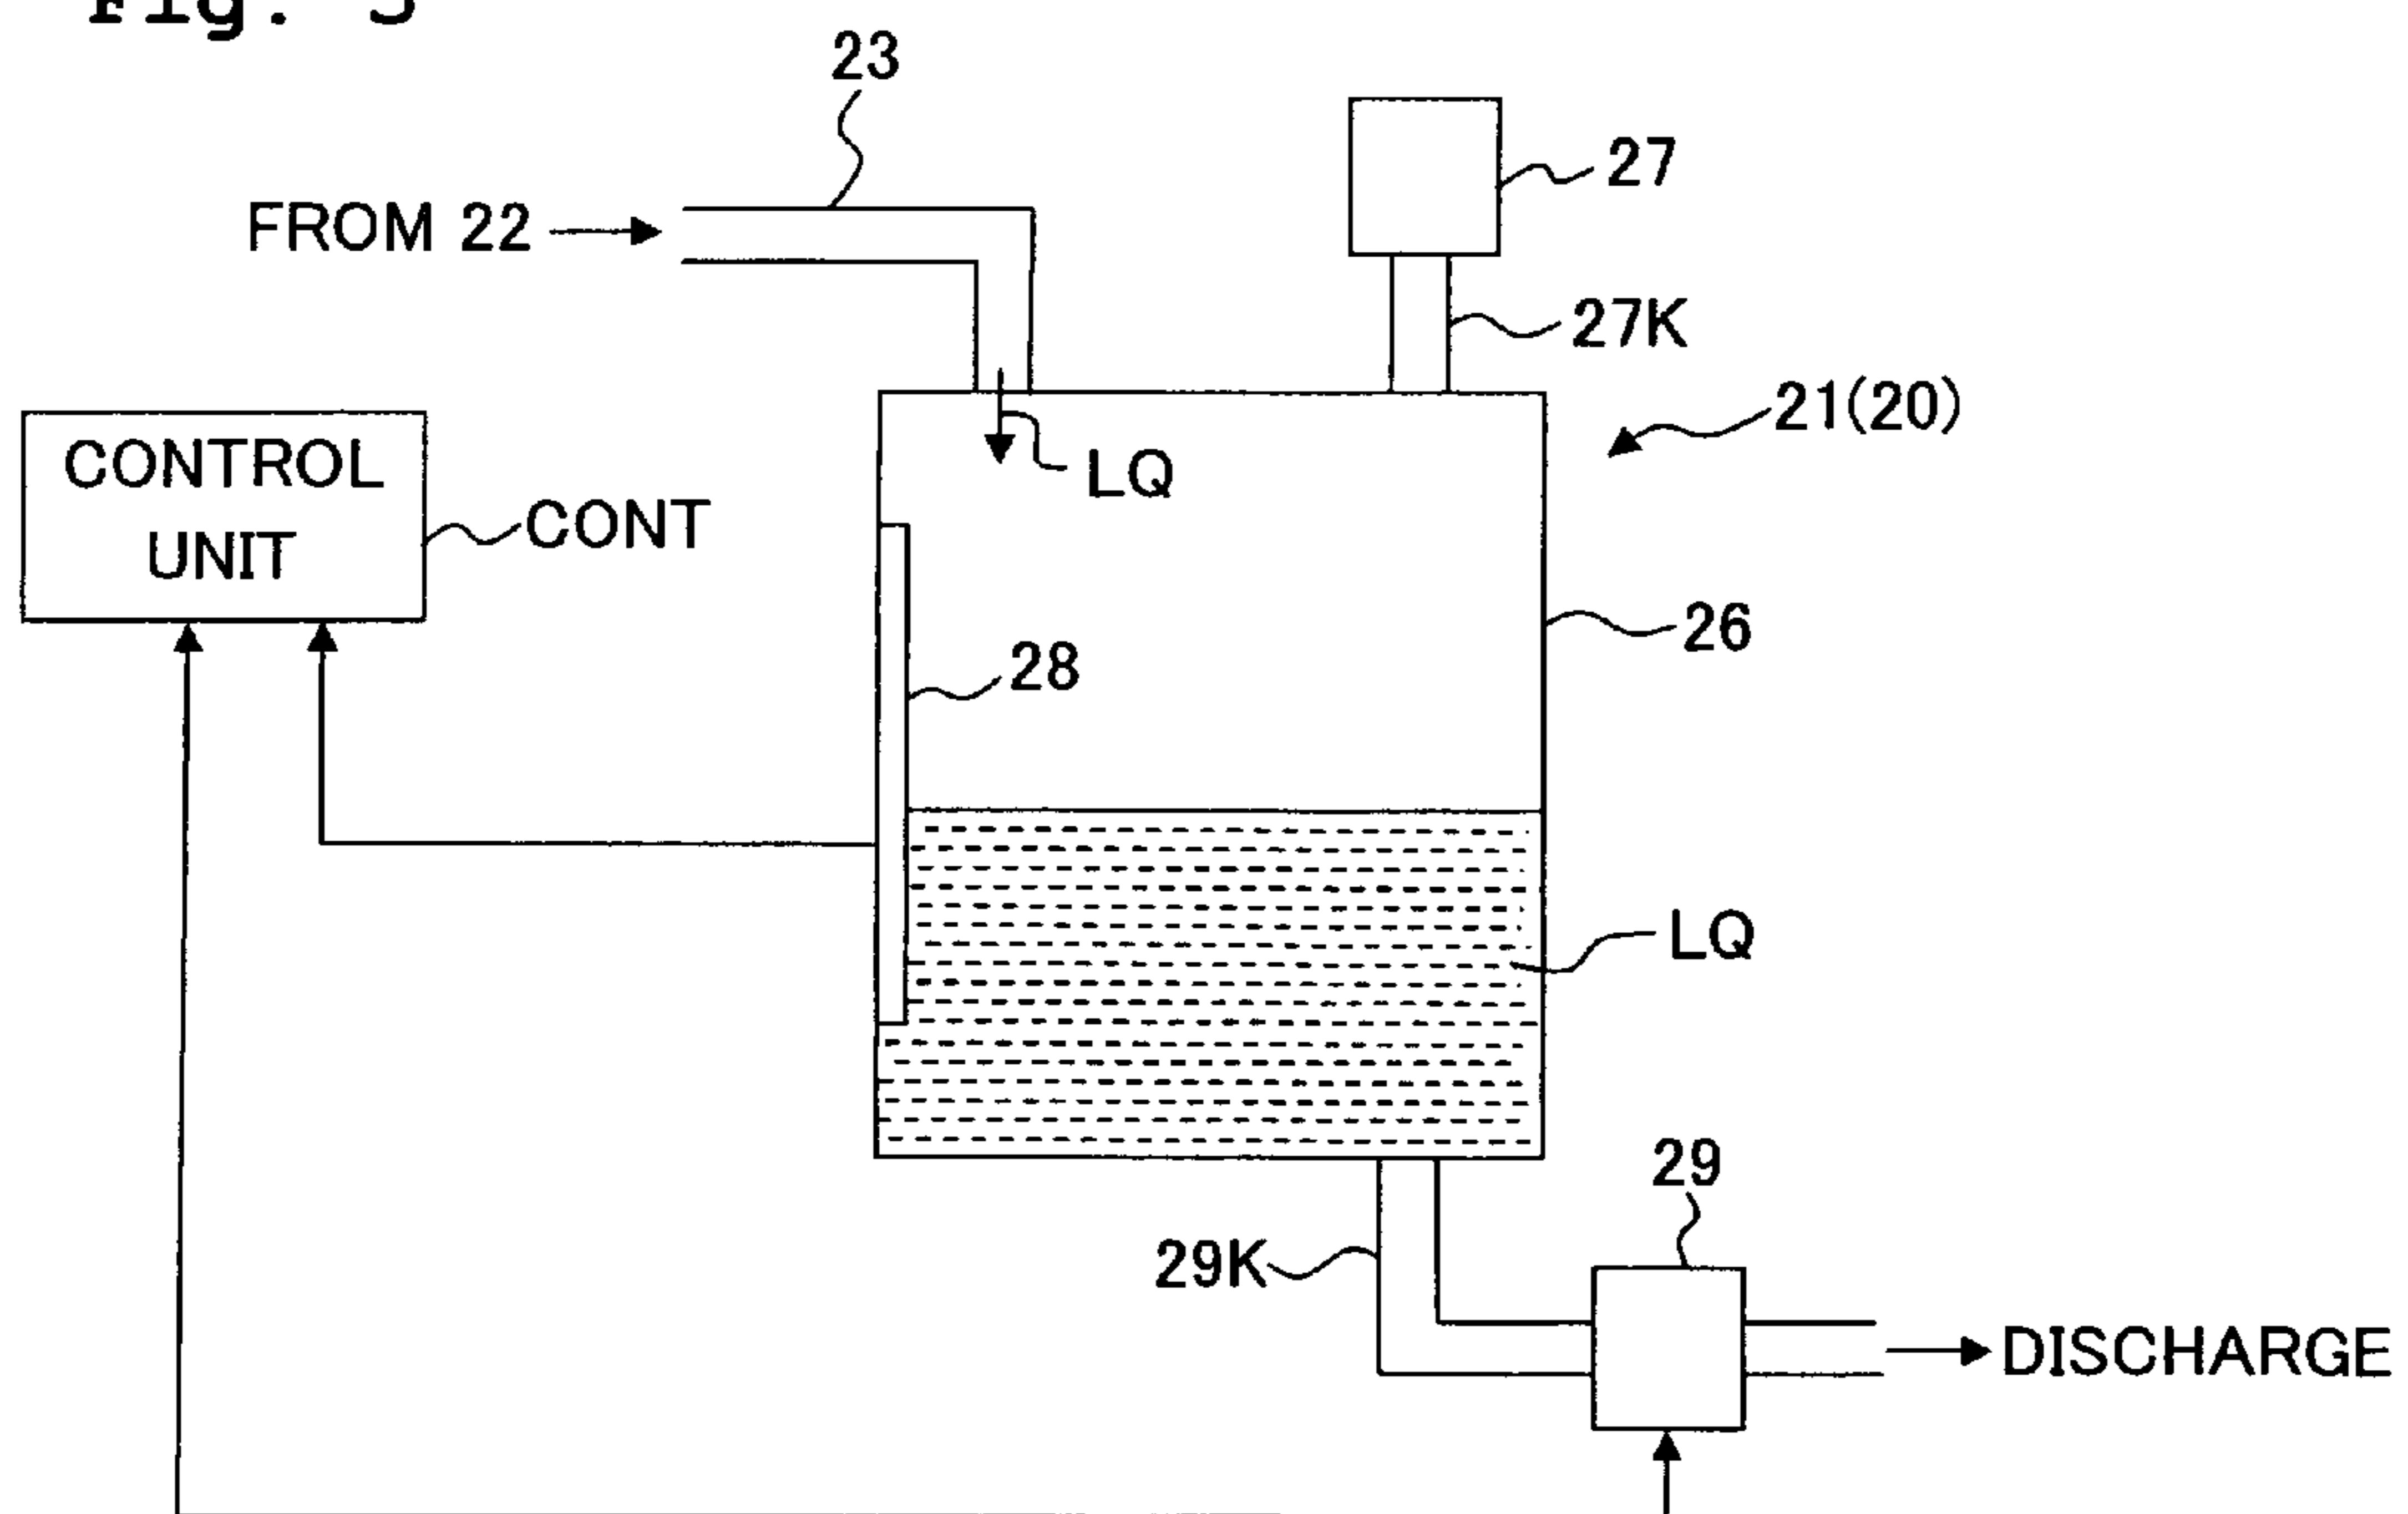 23
27
FROM 22
27K
21(20)
LQ
CONTROL
UNIT
CONT
26
28
LQ
29
29K
DISCHARGE